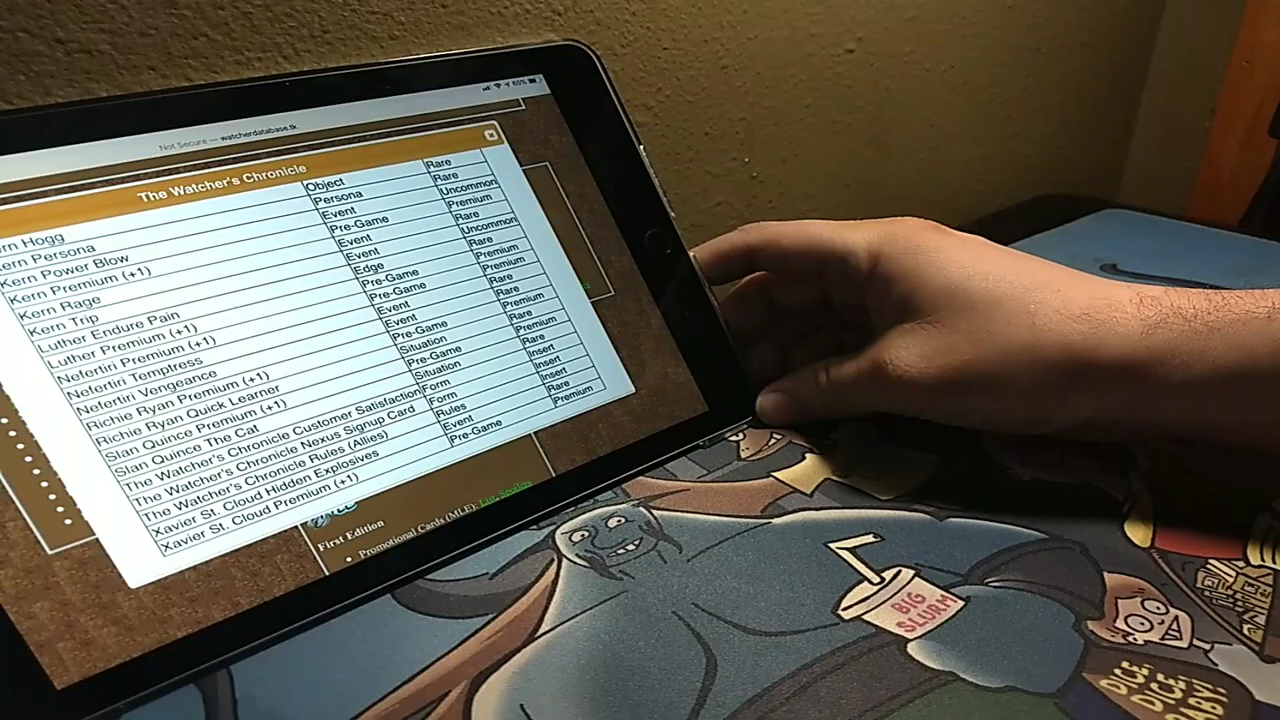 65%
Not Secure — watcherdatabase.tk
The Watcher's Chronicle
ern Hogg Object Rare
ern Persona Persona Rare
Kern Power Blow Event Uncommon
Kern Premium (+1) Pre-Game Premium
Kern Rage Event Rare
Kern Trip Event Uncommon
Luther Endure Pain Edge Rare
Luther Premium (+1) Pre-Game Premium
Nefertiri Premium (+1) Pre-Game Premium
Nefertiri Temptress Event Rare
Nefertiri Vengeance Event Rare
Richie Ryan Premium (+1) Pre-Game Premium
Richie Ryan Quick Learner Situation Rare
Slan Quince Premium (+1) Pre-Game Premium
Slan Quince The Cat Situation Rare
The Watcher's Chronicle Customer Satisfaction Form Insert
The Watcher's Chronicle Nexus Signup Card Form Insert
The Watcher's Chronicle Rules (Allies) Rules Insert
Xavier St. Cloud Hidden Explosives Event Rare
Xavier St. Cloud Premium (+1) Pre-Game Premium
First Edition
Promotional Cards (MLE): List, Spoilers
BIG
SLURM
DICE,
DICE,
BABY!